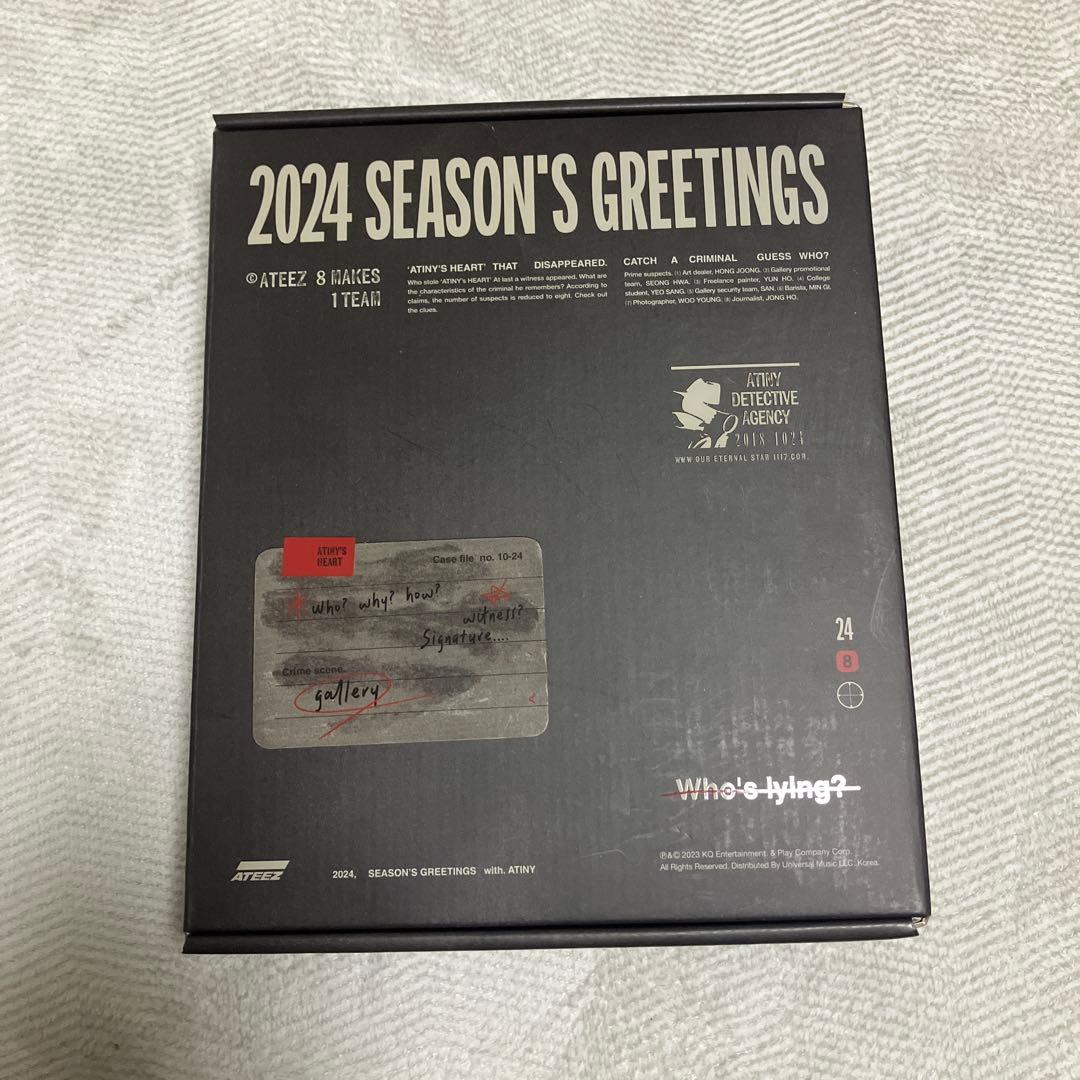 2024 SEASON'S GREETINGS
© ATEEZ 8 MAKES
1 TEAM
'ATINY'S HEART' THAT DISAPPEARED.
Who stole 'ATINY'S HEART' At last a witness appeared. What are
the characteristics of the criminal he remembers? According to
claims, the number of suspects is reduced to eight. Check out
the clues.
CATCH A CRIMINAL GUESS WHO?
Prime suspects. (1) Art dealer, HONG JOONG. (2) Gallery promotional
team, SEONG HWA. (3) Freelance painter, YUN HO. (4) College
student, YEO SANG. (5) Gallery security team, SAN. (6) Barista, MIN GI.
(7) Photographer, WOO YOUNG. (8) Journalist, JONG HO.
ATINY
DETECTIVE
AGENCY
2018 1024
WWW.OUR ETERNAL STAR 1117.COM
ATINY'S
HEART
Case file no. 10-24
Who? why? how?
witness?
Signature....
Crime scene.
gallery
24
8
Who's lying?
ATEEZ
2024, SEASON'S GREETINGS with. ATINY
℗&© 2023 KQ Entertainment. & Play Company Corp.
All Rights Reserved. Distributed By Universal Music LLC., Korea.